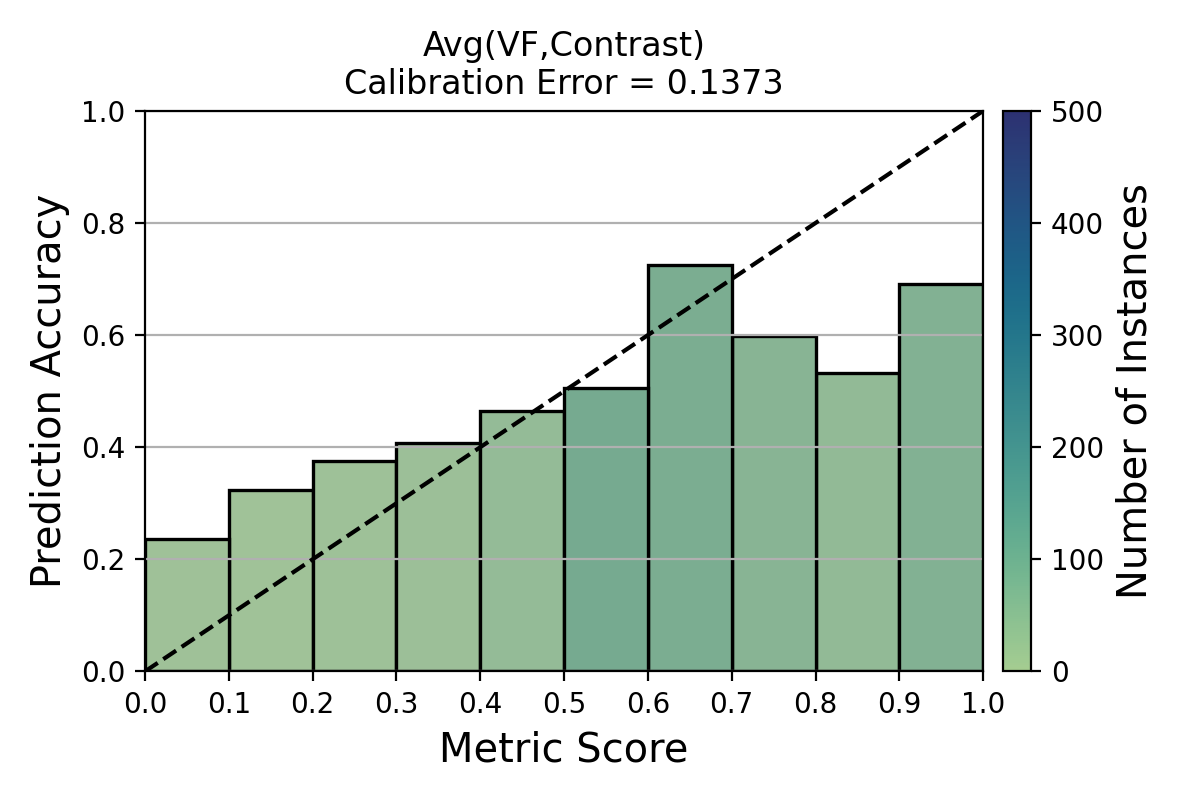 Avg(VF,Contrast)
Calibration Error = 0.1373
Prediction Accuracy
1.0
0.8
0.6
0.4
0.2
0.0
0.0 0.1 0.2 0.3 0.4 0.5 0.6 0.7 0.8 0.9 1.0
Metric Score
500
400
300
200
100
0
Number of Instances